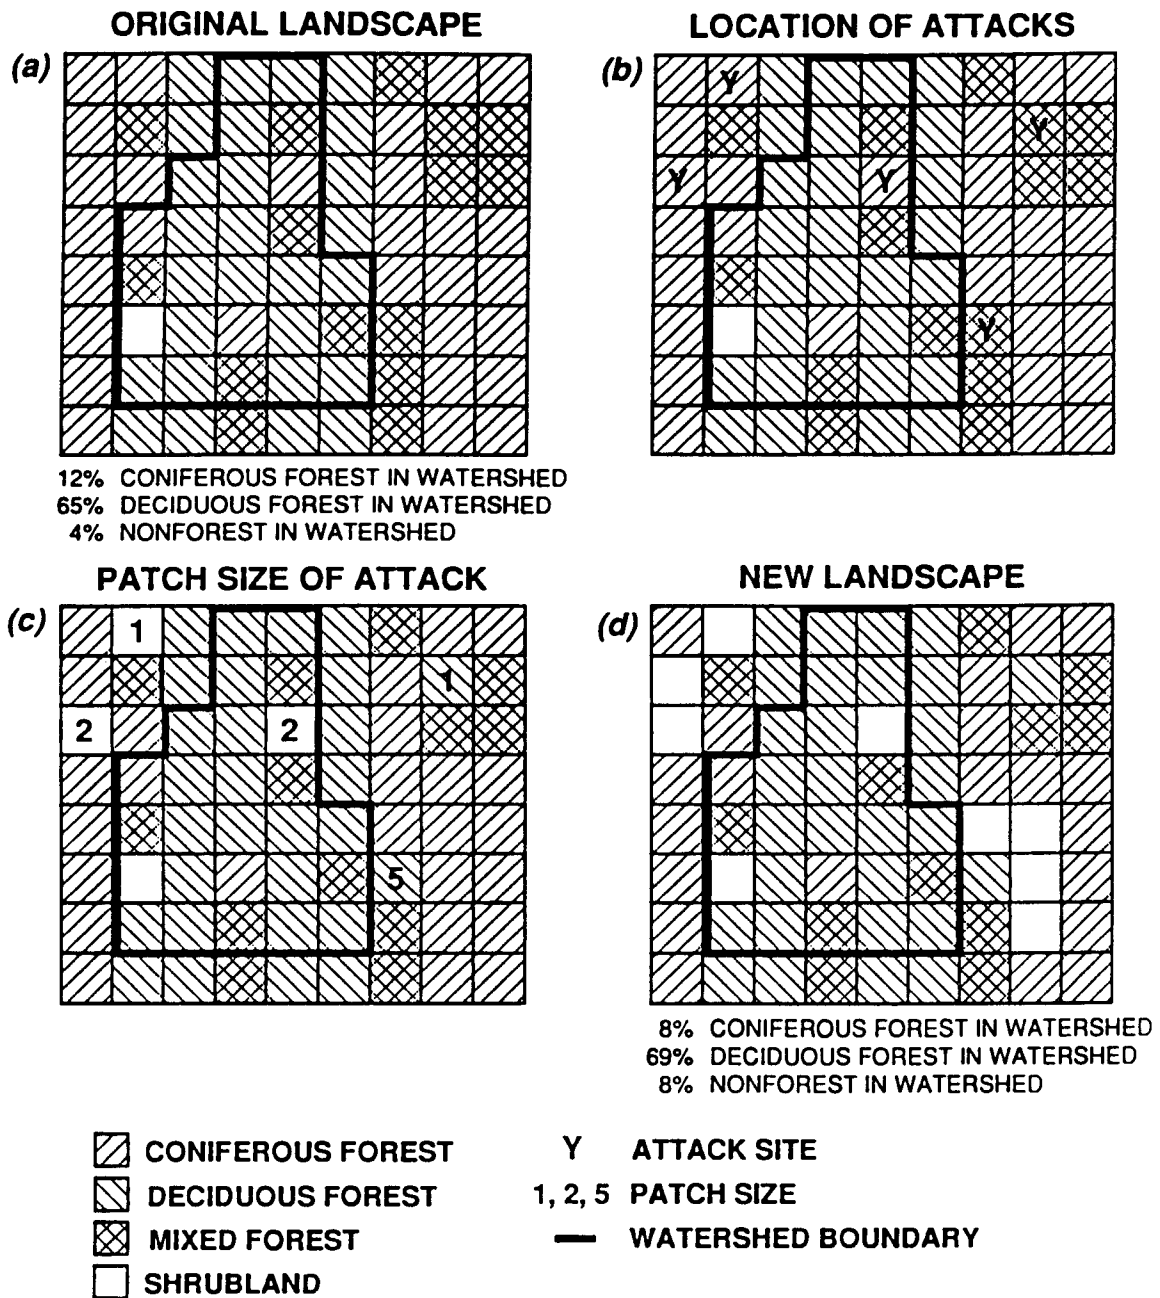 ORIGINAL LANDSCAPE
LOCATION OF ATTACKS
(a)
(b)
Y
Y
Y
Y
Y
12% CONIFEROUS FOREST IN WATERSHED
65% DECIDUOUS FOREST IN WATERSHED
4% NONFOREST IN WATERSHED
PATCH SIZE OF ATTACK
NEW LANDSCAPE
(c)
(d)
1
1
2
2
5
8% CONIFEROUS FOREST IN WATERSHED
69% DECIDUOUS FOREST IN WATERSHED
8% NONFOREST IN WATERSHED
CONIFEROUS FOREST
DECIDUOUS FOREST
MIXED FOREST
SHRUBLAND
Y ATTACK SITE
1, 2, 5 PATCH SIZE
WATERSHED BOUNDARY